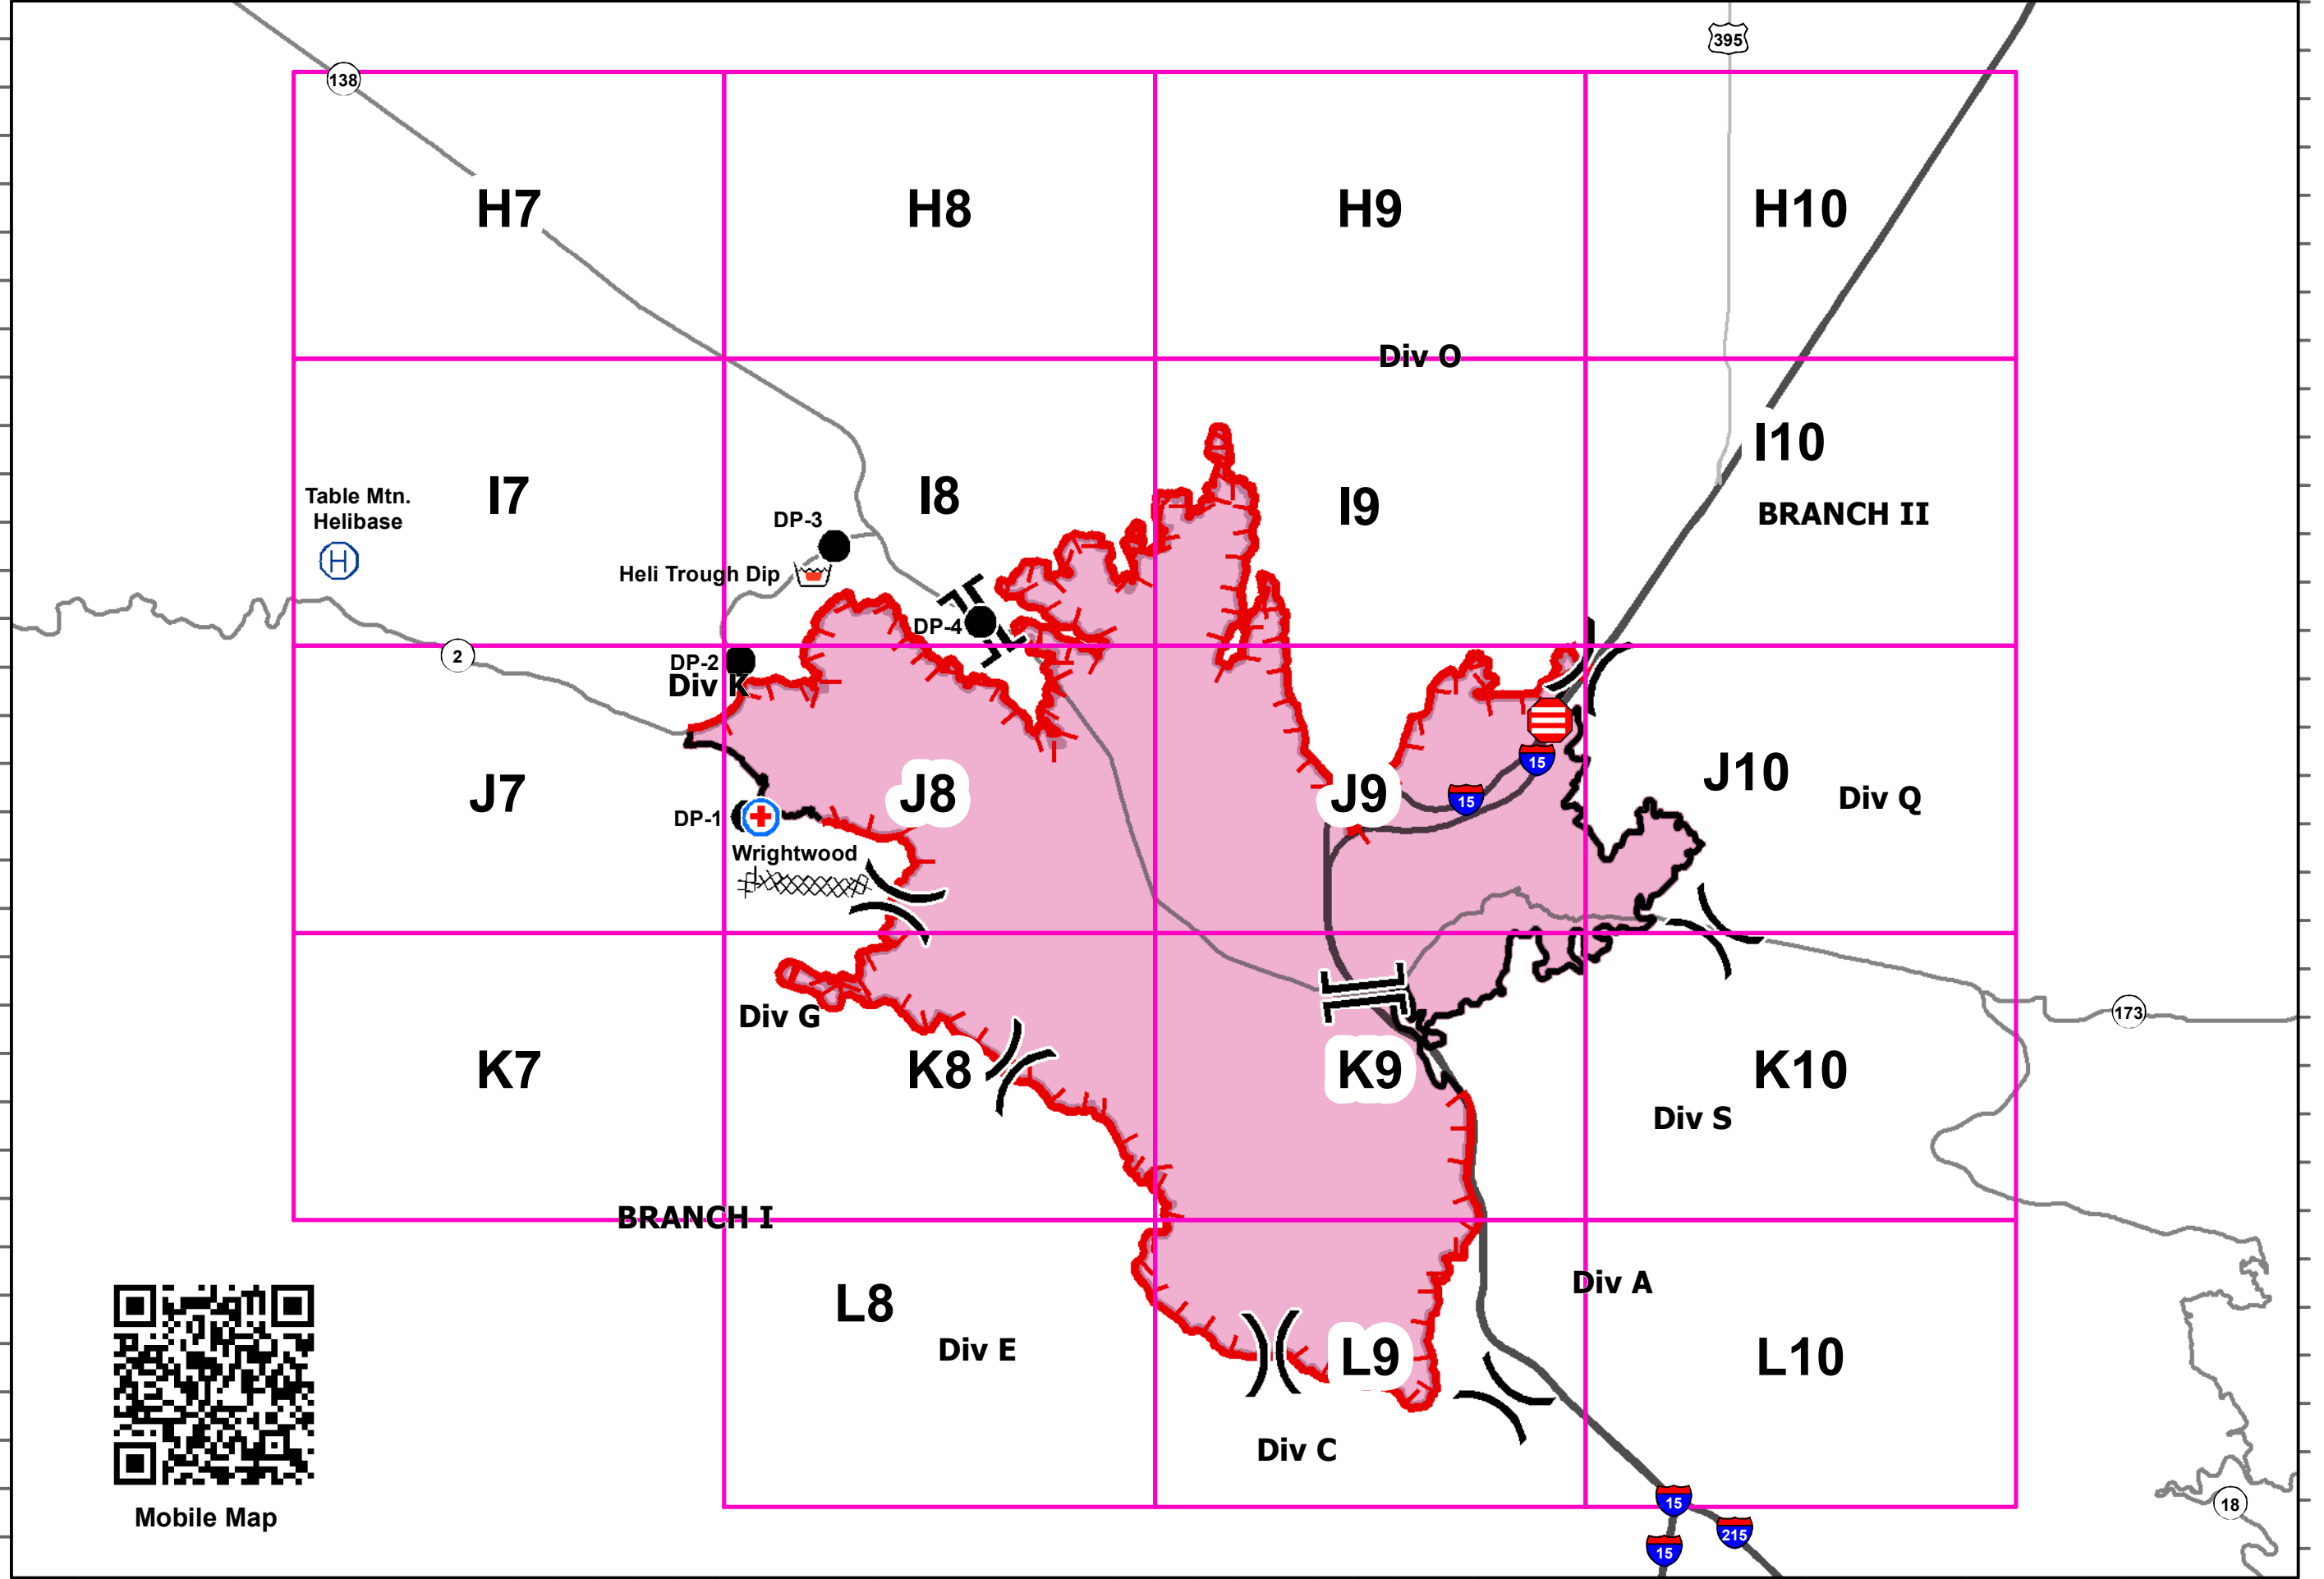 395
138
H7
H8
H9
H10
Div O
I10
Table Mtn.
Helibase
H
I7
I8
I9
BRANCH II
DP-3
Heli Trough Dip
DP-4
2
DP-2
Div K
15
J7
J8
J9
J10
15
Div Q
DP-1
Wrightwood
Div G
173
K7
K8
K9
K10
Div S
BRANCH I
L8
Div E
Div A
L9
L10
Div C
Mobile Map
15
18
215
15